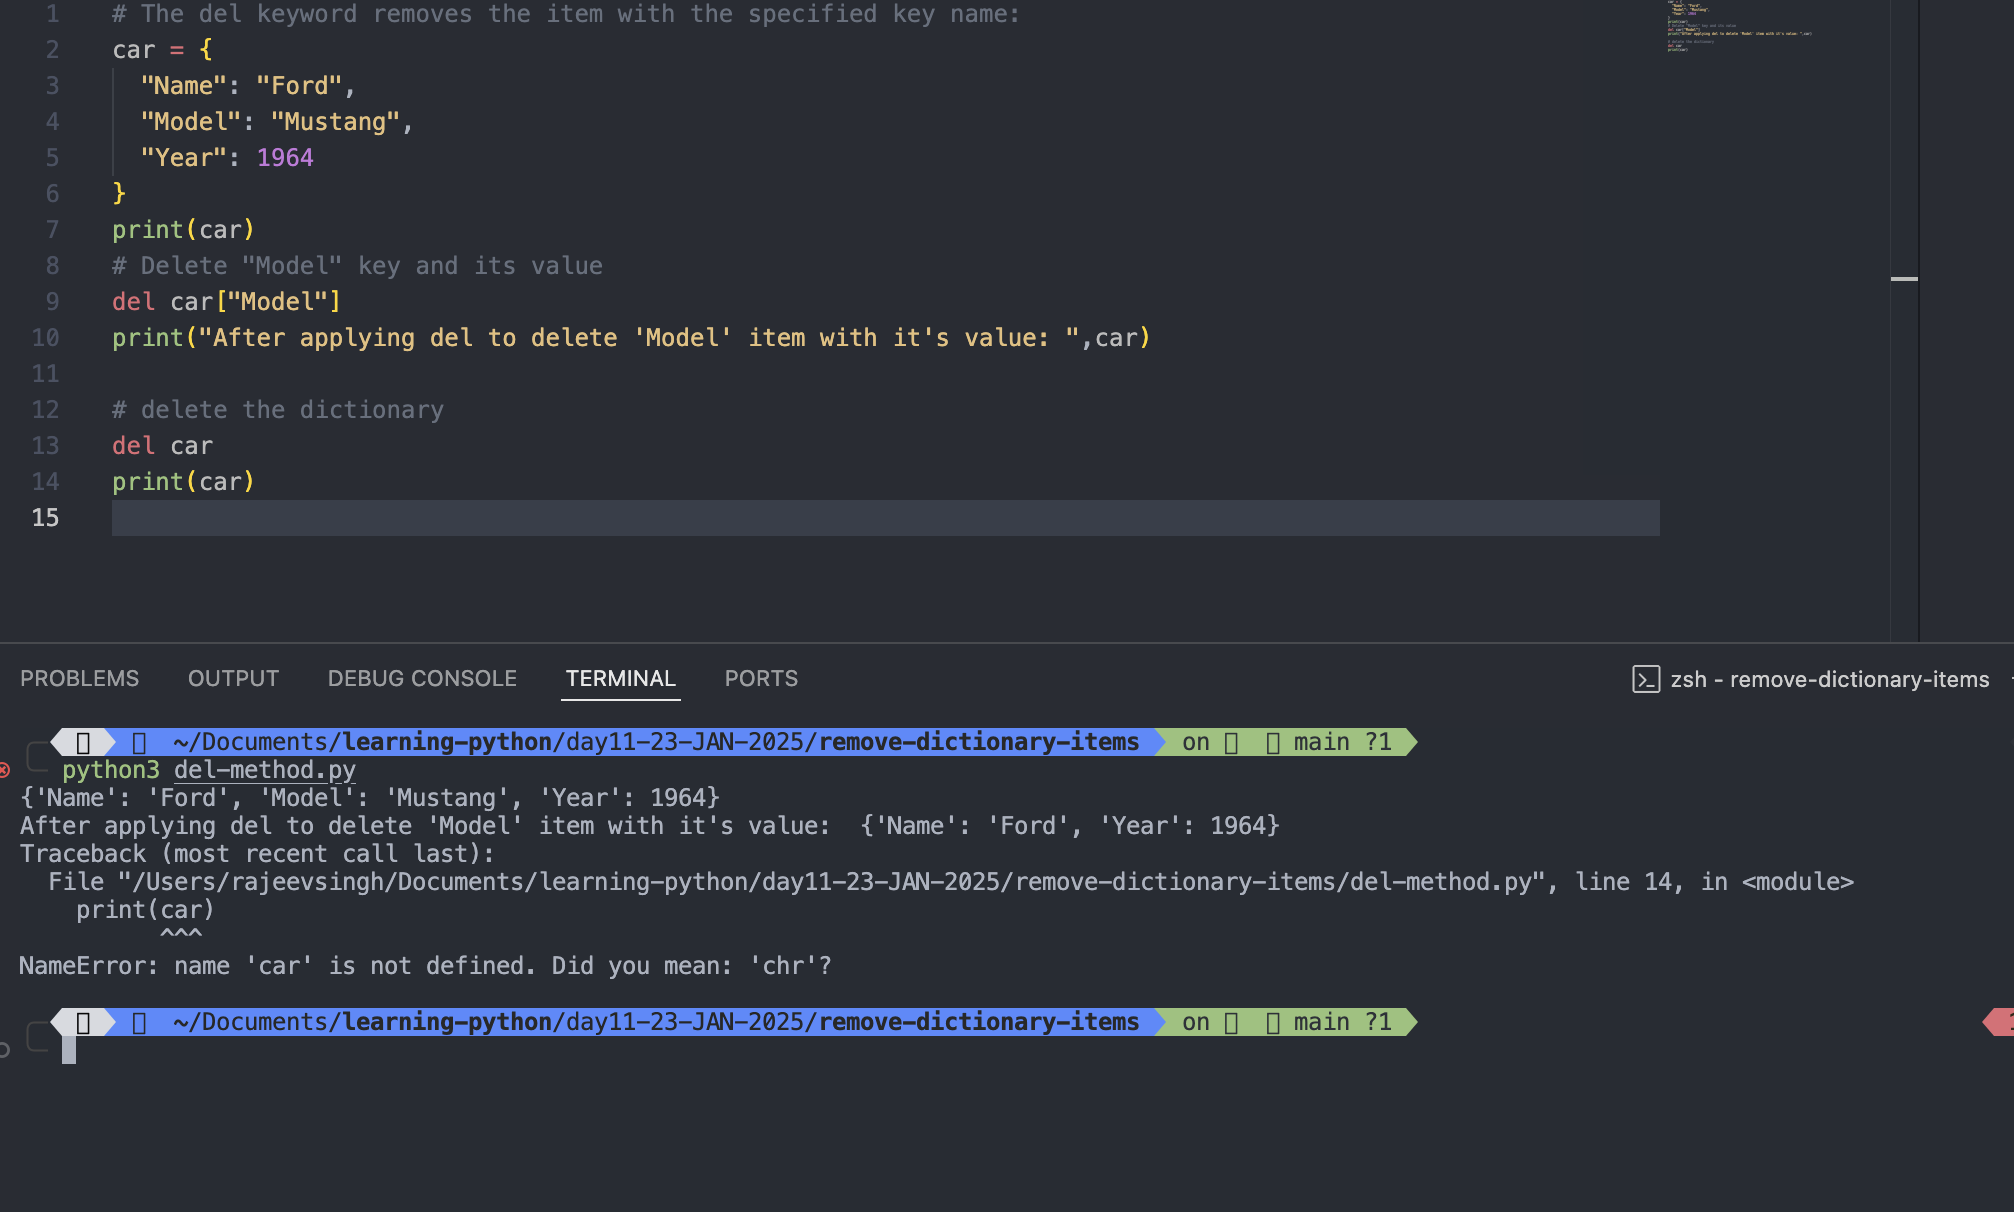 1 # The del keyword removes the item with the specified key name:
2 car = {
3 "Name": "Ford",
4 "Model": "Mustang",
5 "Year": 1964
6 }
7 print(car)
8 # Delete "Model" key and its value
9 del car["Model"]
10 print("After applying del to delete 'Model' item with it's value: ",car)
11
12 # delete the dictionary
13 del car
14 print(car)
15
PROBLEMS OUTPUT DEBUG CONSOLE TERMINAL PORTS zsh - remove-dictionary-items
~/Documents/learning-python/day11-23-JAN-2025/remove-dictionary-items on main ?1
python3 del-method.py
{'Name': 'Ford', 'Model': 'Mustang', 'Year': 1964}
After applying del to delete 'Model' item with it's value:  {'Name': 'Ford', 'Year': 1964}
Traceback (most recent call last):
File "/Users/rajeevsingh/Documents/learning-python/day11-23-JAN-2025/remove-dictionary-items/del-method.py", line 14, in <module>
print(car)
^^^
NameError: name 'car' is not defined. Did you mean: 'chr'?
~/Documents/learning-python/day11-23-JAN-2025/remove-dictionary-items on main ?1